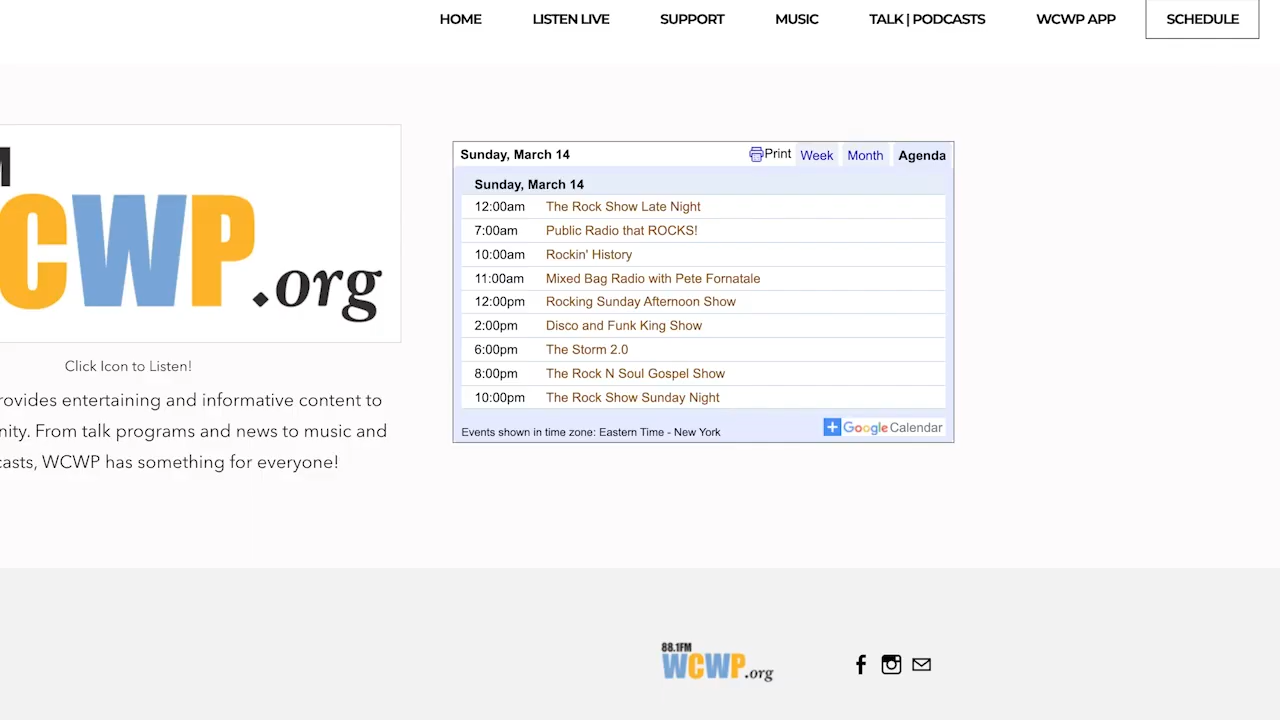 HOME LISTEN LIVE SUPPORT MUSIC TALK | PODCASTS WCWP APP SCHEDULE
CWP.org
Click Icon to Listen!
rovides entertaining and informative content to
nity. From talk programs and news to music and
casts, WCWP has something for everyone!
Sunday, March 14 Print Week Month Agenda
Sunday, March 14
12:00am The Rock Show Late Night
7:00am Public Radio that ROCKS!
10:00am Rockin' History
11:00am Mixed Bag Radio with Pete Fornatale
12:00pm Rocking Sunday Afternoon Show
2:00pm Disco and Funk King Show
6:00pm The Storm 2.0
8:00pm The Rock N Soul Gospel Show
10:00pm The Rock Show Sunday Night
Events shown in time zone: Eastern Time - New York
Google Calendar
88.1FM
WCWP.org